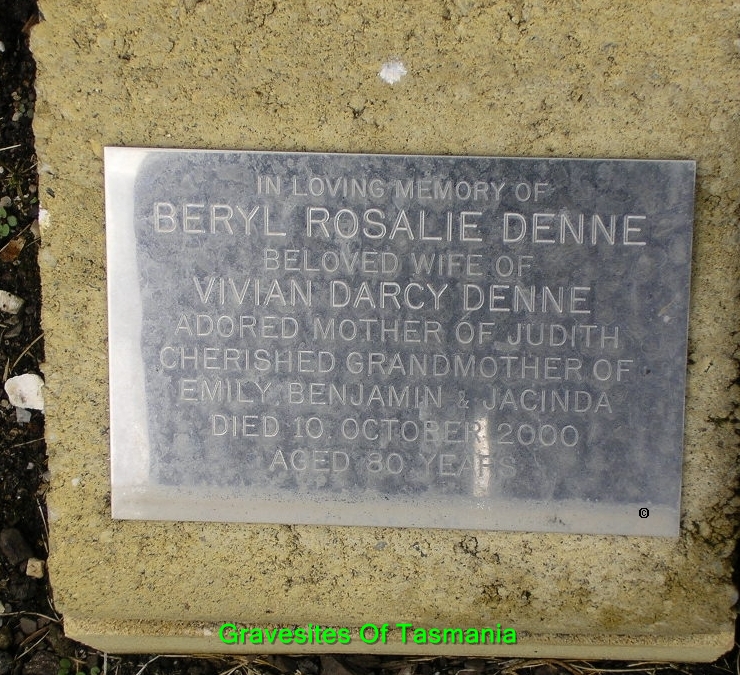 IN LOVING MEMORY OF
BERYL ROSALIE DENNE
BELOVED WIFE OF
VIVIAN DARCY DENNE
ADORED MOTHER OF JUDITH
CHERISHED GRANDMOTHER OF
EMILY, BENJAMIN & JACINDA
DIED 10 OCTOBER 2000
AGED 80 YEARS
©
Gravesites Of Tasmania